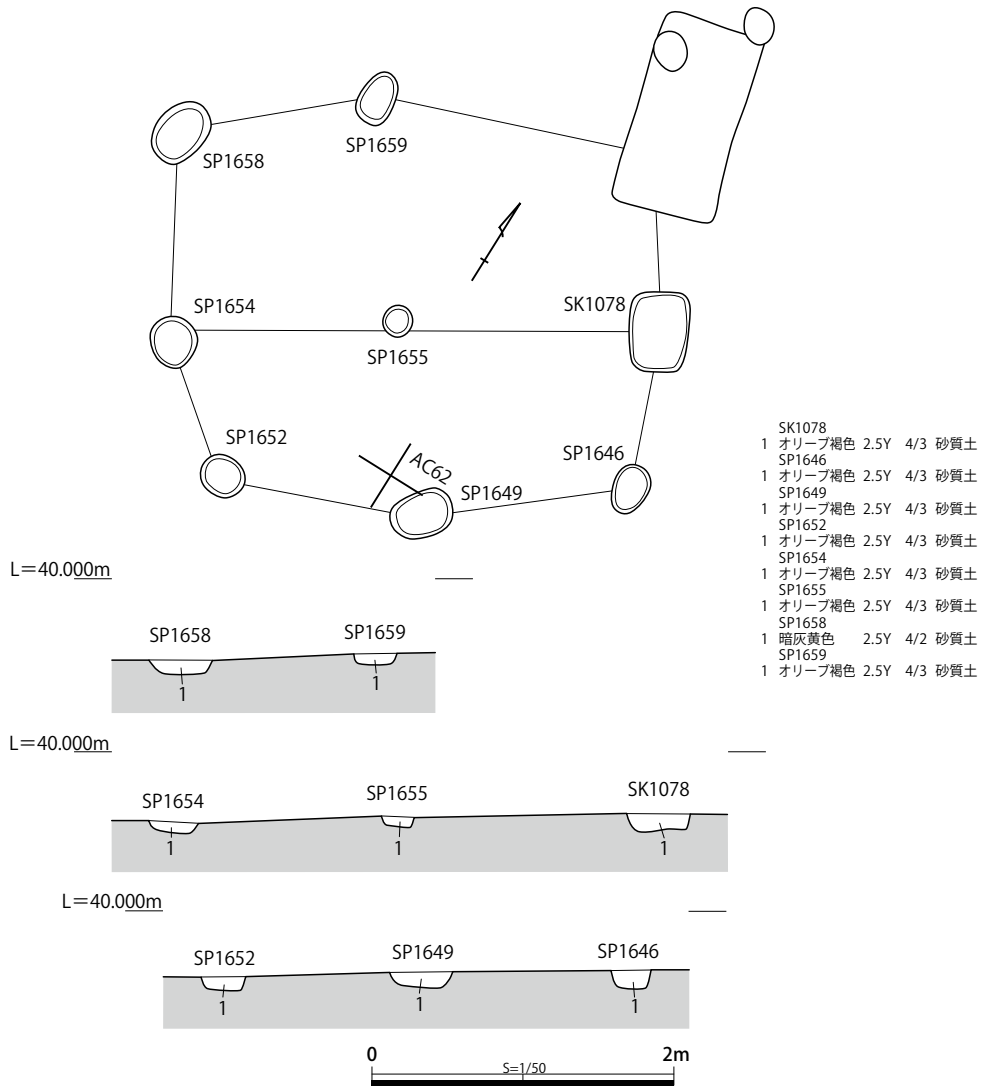 SP1659
SP1658
SP1654
SK1078
SP1655
SP1652
AC62
SP1646
SP1649
SK1078
1 オリーブ褐色 2.5Y 4/3 砂質土
SP1646
1 オリーブ褐色 2.5Y 4/3 砂質土
SP1649
1 オリーブ褐色 2.5Y 4/3 砂質土
SP1652
1 オリーブ褐色 2.5Y 4/3 砂質土
SP1654
1 オリーブ褐色 2.5Y 4/3 砂質土
SP1655
1 オリーブ褐色 2.5Y 4/3 砂質土
SP1658
1 暗灰黄色 2.5Y 4/2 砂質土
SP1659
1 オリーブ褐色 2.5Y 4/3 砂質土
L=40.000m
SP1658 SP1659
1 1
L=40.000m
SP1654 SP1655 SK1078
1 1 1
L=40.000m
SP1652 SP1649 SP1646
1 1 1
0 2m
S=1/50